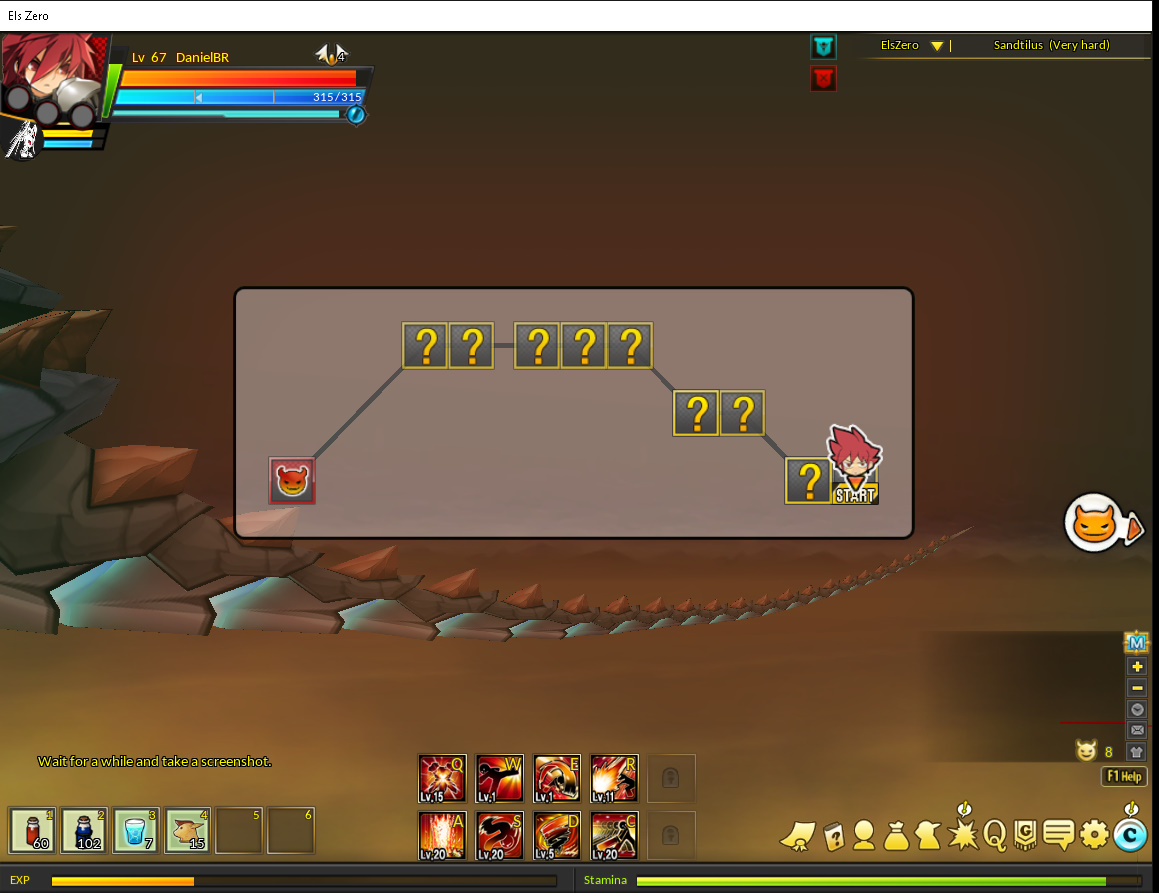 Els Zero
Lv 67 DanielBR
4
ElsZero
Sandtilus (Very hard)
315/315
? ? ? ? ?
? ?
?
START
M
8
F1 Help
Wait for a while and take a screenshot.
Q W E R
Lv,15 Lv,1 Lv,1 Lv,11
1 2 3 4 5 6
60 102 7 15
A S D C
Lv,20 Lv,20 Lv,5 Lv,20
EXP
Stamina